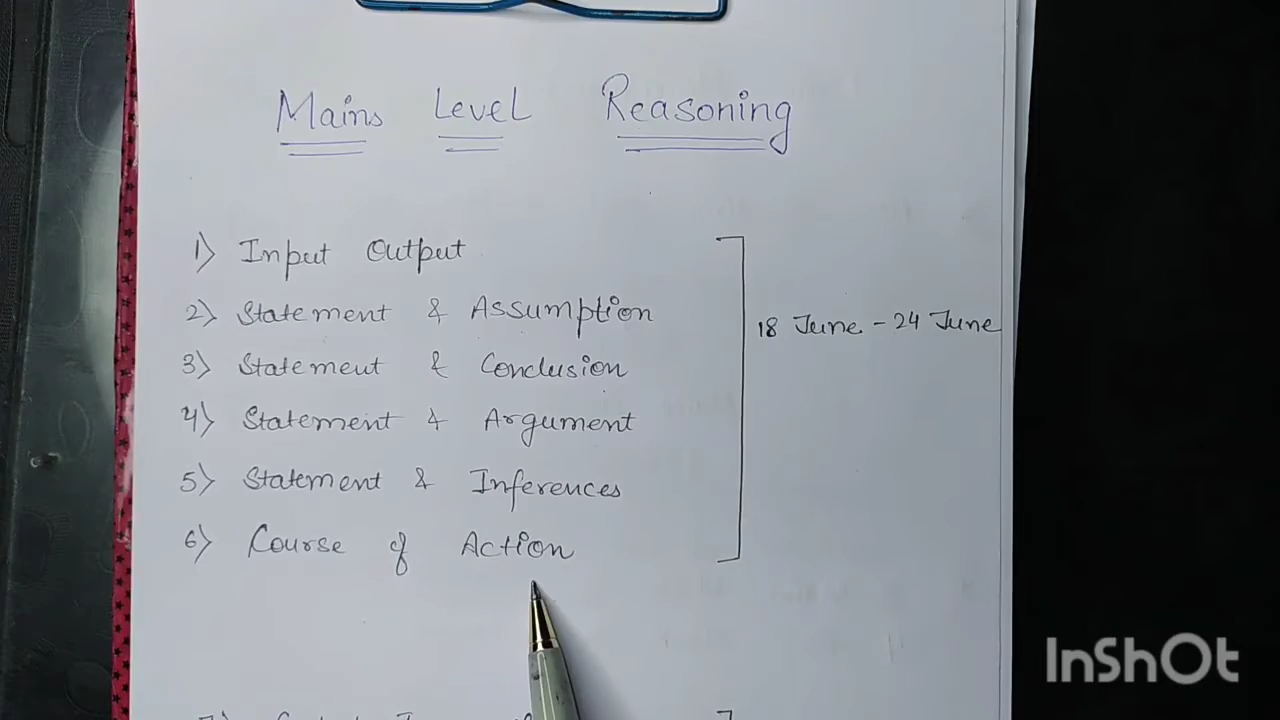 Mains Level Reasoning
1) Input Output
2) Statement & Assumption
3) Statement & Conclusion
4) Statement & Argument
5) Statement & Inferences
6) Course of Action
18 June - 24 June
InShOt